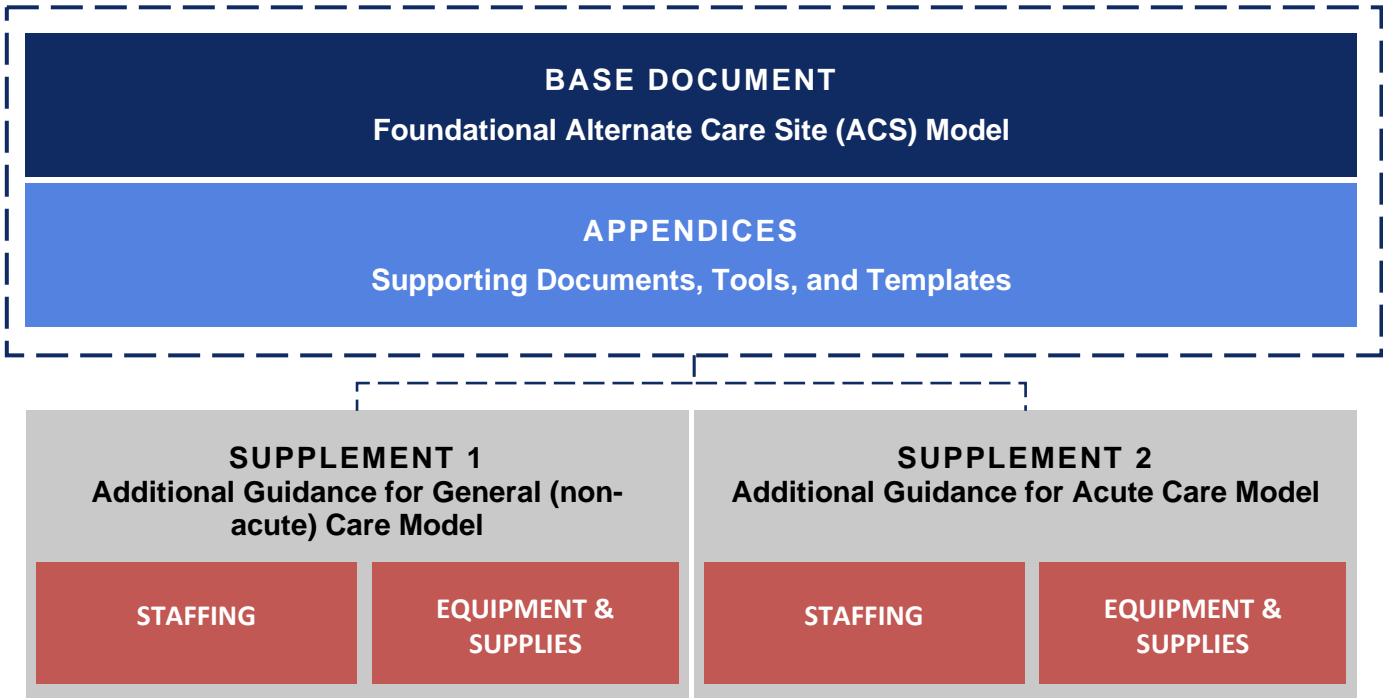 BASE DOCUMENT
Foundational Alternate Care Site (ACS) Model
APPENDICES
Supporting Documents, Tools, and Templates
SUPPLEMENT 1
Additional Guidance for General (non-
acute) Care Model
STAFFING
EQUIPMENT &
SUPPLIES
SUPPLEMENT 2
Additional Guidance for Acute Care Model
STAFFING
EQUIPMENT &
SUPPLIES